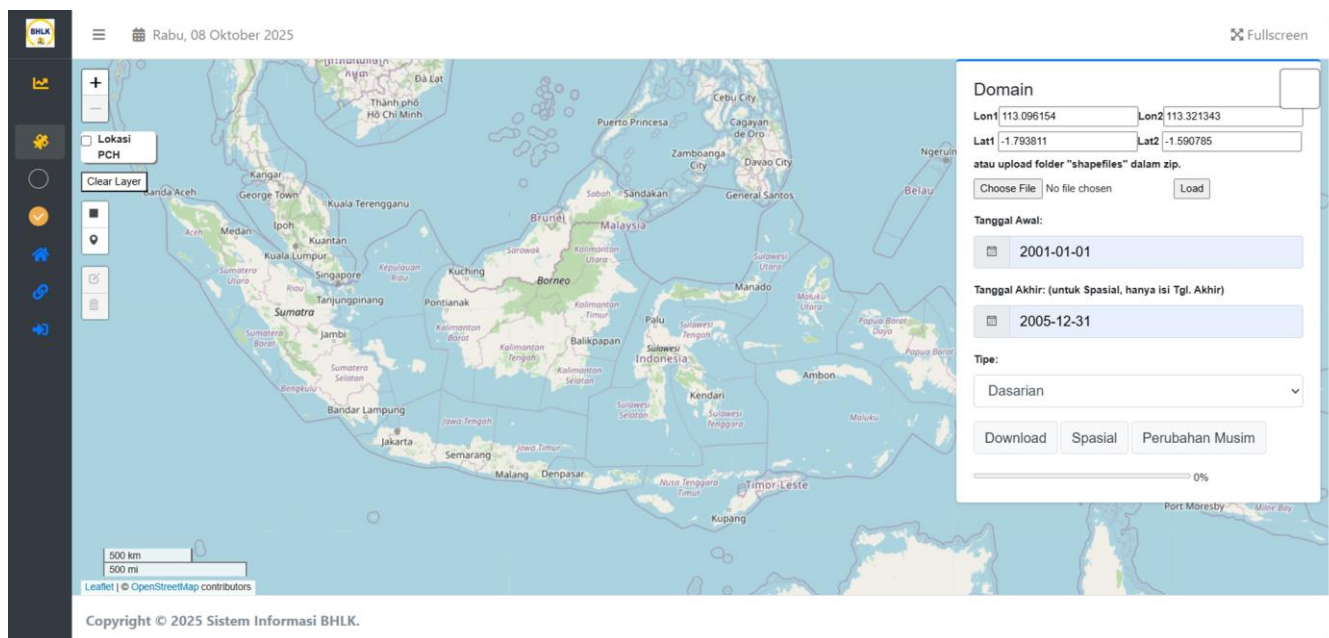 BHLK
Rabu, 08 Oktober 2025
Fullscreen
+
−
Lokasi
PCH
Clear Layer
Đà Lạt
Thành phố
Hồ Chí Minh
Puerto Princesa
Cebu City
Cagayan
de Oro
Zamboanga
City
Davao City
General Santos
Belau
Banda Aceh
Kangar
George Town
Kuala Terengganu
Aceh
Medan
Ipoh
Kuantan
Kuala Lumpur
Sabah
Sandakan
Brunei
Malaysia
Sarawak
Kalimantan
Utara
Sumatera
Utara
Riau
Singapore
Kepulauan
Riau
Kuching
Borneo
Sulawesi
Utara
Manado
Maluku
Utara
Tanjungpinang
Pontianak
Sumatra
Kalimantan
Timur
Palu
Sulawesi
Tengah
Papua Barat
Daya
Sumatera
Barat
Jambi
Kalimantan
Barat
Kalimantan
Tengah
Balikpapan
Sulawesi
Indonesia
Papua Barat
Sumatera
Selatan
Kalimantan
Selatan
Ambon
Bengkulu
Kendari
Bandar Lampung
Jawa Tengah
Sulawesi
Selatan
Sulawesi
Tenggara
Maluku
Jakarta
Semarang
Jawa Timur
Malang
Denpasar
Nusa Tenggara
Timur
Timor-Leste
Kupang
Port Moresby
Milne Bay
500 km
500 mi
Leaflet | © OpenStreetMap contributors
Domain
Lon1 113.096154 Lon2 113.321343
Lat1 -1.793811 Lat2 -1.590785
atau upload folder "shapefiles" dalam zip.
Choose File No file chosen Load
Tanggal Awal:
2001-01-01
Tanggal Akhir: (untuk Spasial, hanya isi Tgl. Akhir)
2005-12-31
Tipe:
Dasarian
Download Spasial Perubahan Musim
0%
Copyright © 2025 Sistem Informasi BHLK.